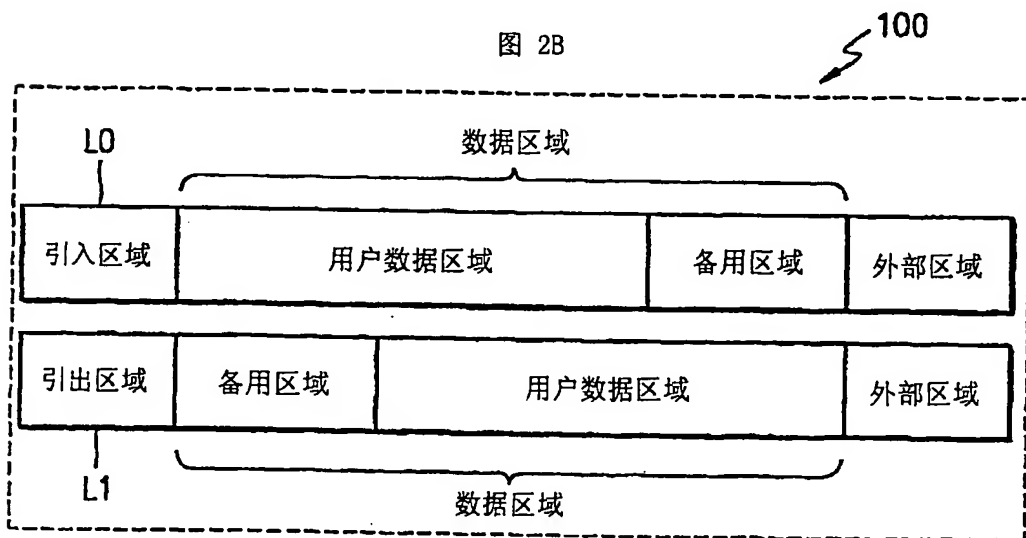 图 2B
100
L0
数据区域
引入区域 用户数据区域 备用区域 外部区域
引出区域 备用区域 用户数据区域 外部区域
L1
数据区域